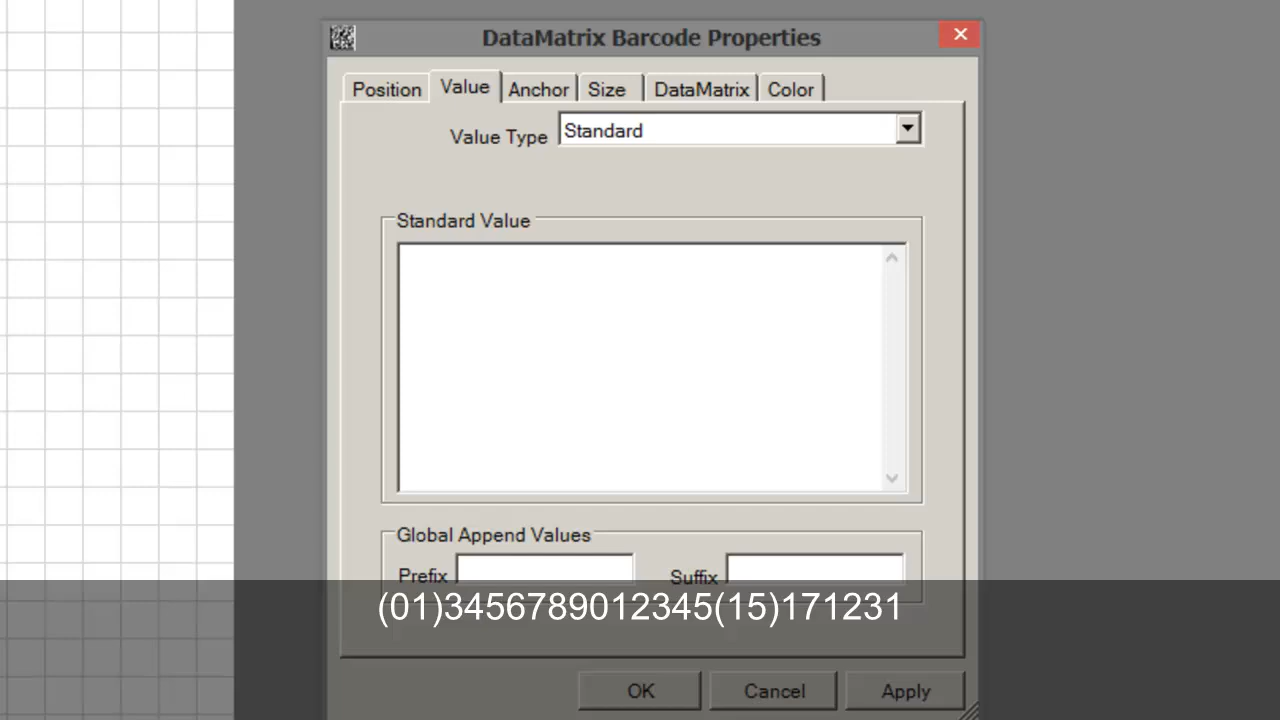 DataMatrix Barcode Properties
Position Value Anchor Size DataMatrix Color
Value Type Standard
Standard Value
Global Append Values
Prefix Suffix
(01)3456789012345(15)171231
OK Cancel Apply